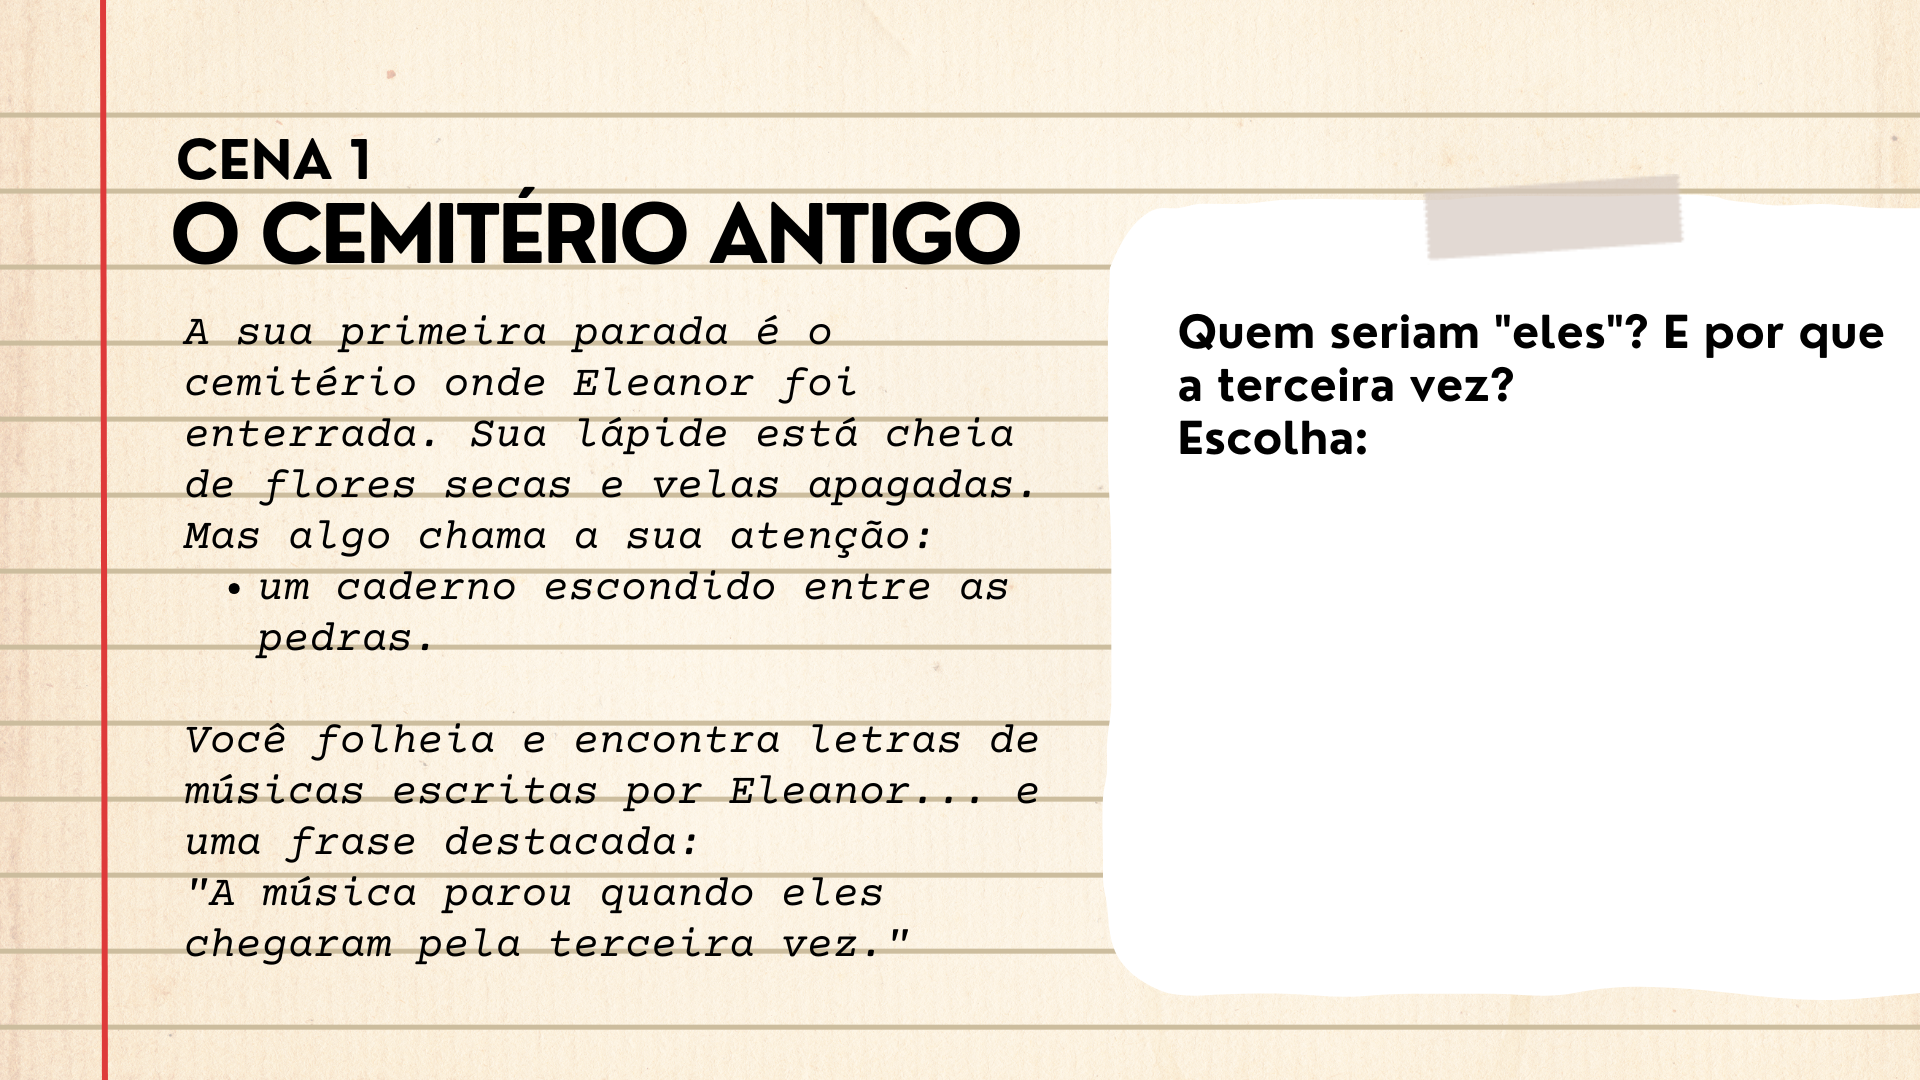 CENA 1
O CEMITÉRIO ANTIGO
A sua primeira parada é o
cemitério onde Eleanor foi
enterrada. Sua lápide está cheia
de flores secas e velas apagadas.
Mas algo chama a sua atenção:
• um caderno escondido entre as
pedras.
Você folheia e encontra letras de
músicas escritas por Eleanor... e
uma frase destacada:
"A música parou quando eles
chegaram pela terceira vez."
Quem seriam "eles"? E por que
a terceira vez?
Escolha: